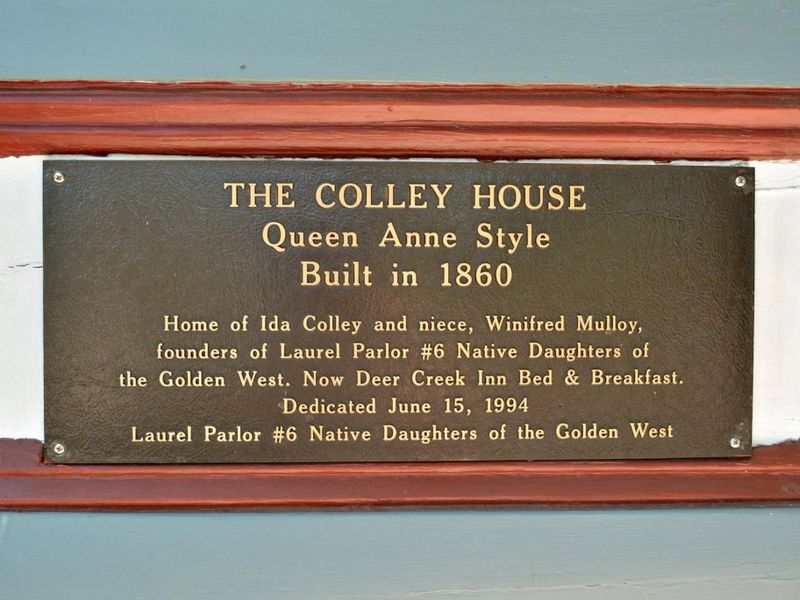 THE COLLEY HOUSE
Queen Anne Style
Built in 1860
Home of Ida Colley and niece, Winifred Mulloy,
founders of Laurel Parlor #6 Native Daughters of
the Golden West. Now Deer Creek Inn Bed & Breakfast.
Dedicated June 15, 1994
Laurel Parlor #6 Native Daughters of the Golden West